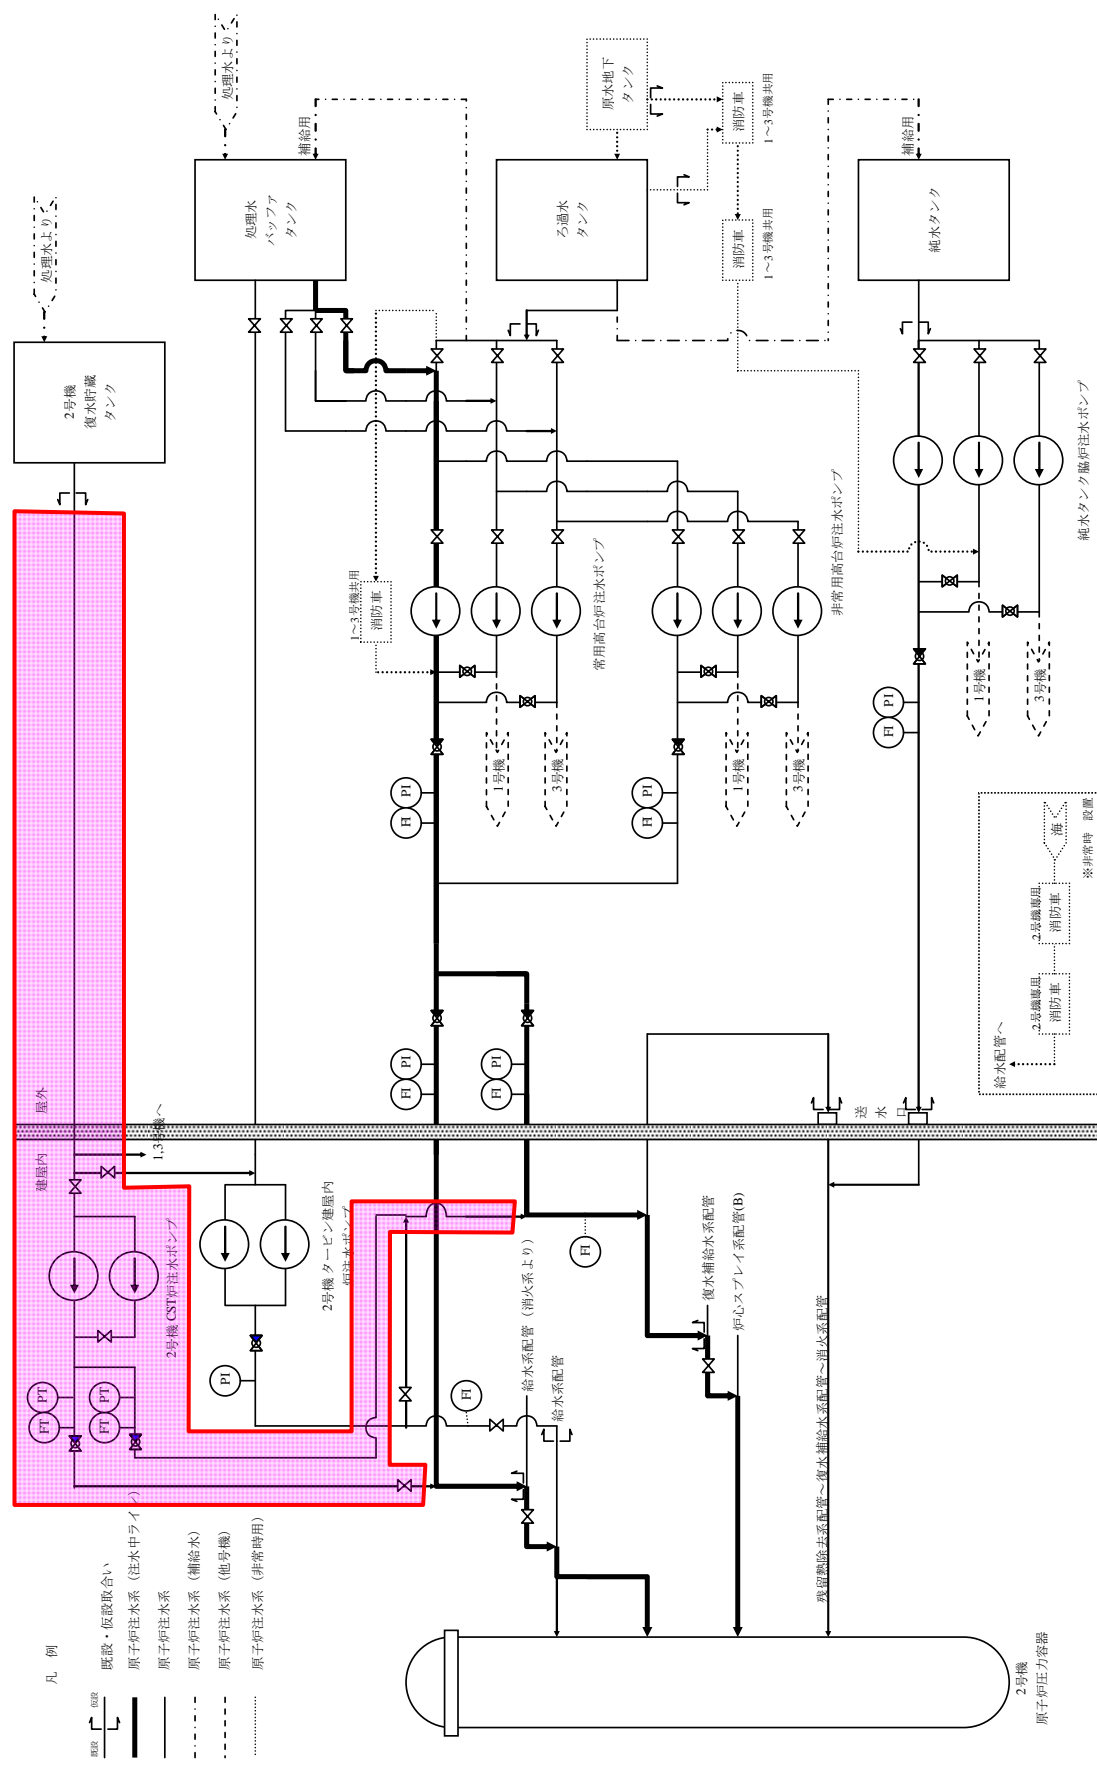 処理水より
処理水より
補給用
原水地下
タンク
消防車
1～3号機共用
補給用
2号機
復水貯蔵
タンク
処理水
バッファ
タンク
ろ過水
タンク
消防車
1～3号機共用
純水タンク
1～3号機共用
消防車
常用高台炉注水ポンプ
非常用高台炉注水ポンプ
純水タンク脇炉注水ポンプ
1号機
3号機
1号機
3号機
1号機
3号機
PI
FI
PI
FI
PI
FI
海
※非常時 設置
2号機専用
消防車
2号機専用
消防車
給水配管へ
PI
FI
PI
FI
屋外
建屋内
1,3号機へ
送水口
2号機 CST炉注水ポンプ
2号機 タービン建屋内
炉注水ポンプ
PT
FT
PT
FT
PI
FI
FI
給水系配管（消火系より）
給水系配管
復水補給水系配管
炉心スプレイ系配管(B)
残留熱除去系配管～復水補給水系配管～消火系配管
2号機
原子炉圧力容器
凡 例
既設
仮設
既設・仮設取合い
原子炉注水系（注水中ライン）
原子炉注水系
原子炉注水系（補給水）
原子炉注水系（他号機）
原子炉注水系（非常時用）